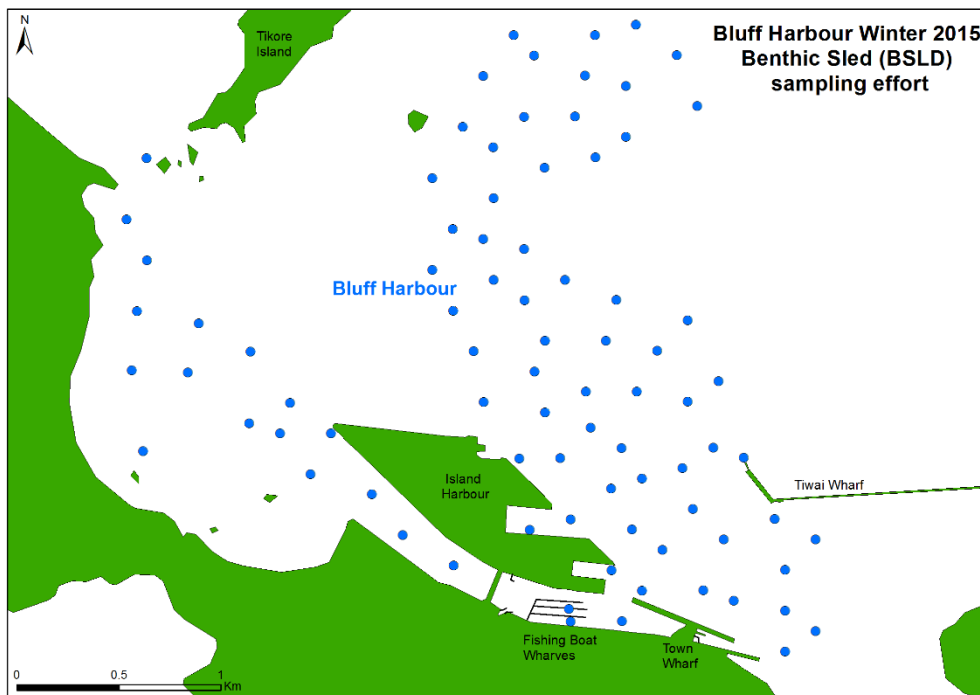 N
Tikore
Island
Bluff Harbour Winter 2015
Benthic Sled (BSLD)
sampling effort
Bluff Harbour
Island
Harbour
Tiwai Wharf
Fishing Boat
Wharves
Town
Wharf
0 0.5 1
Km